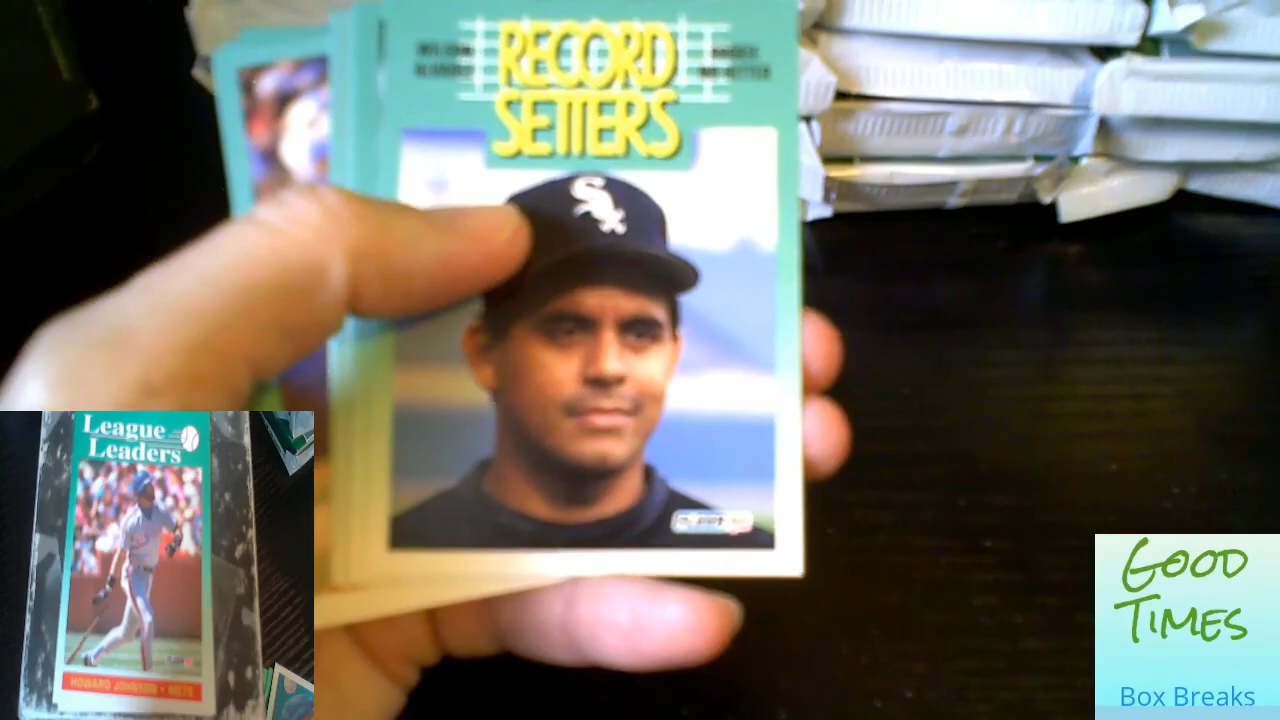 RECORD
SETTERS
League
Leaders
HOWARD JOHNSON • METS
GOOD
TIMES
Box Breaks